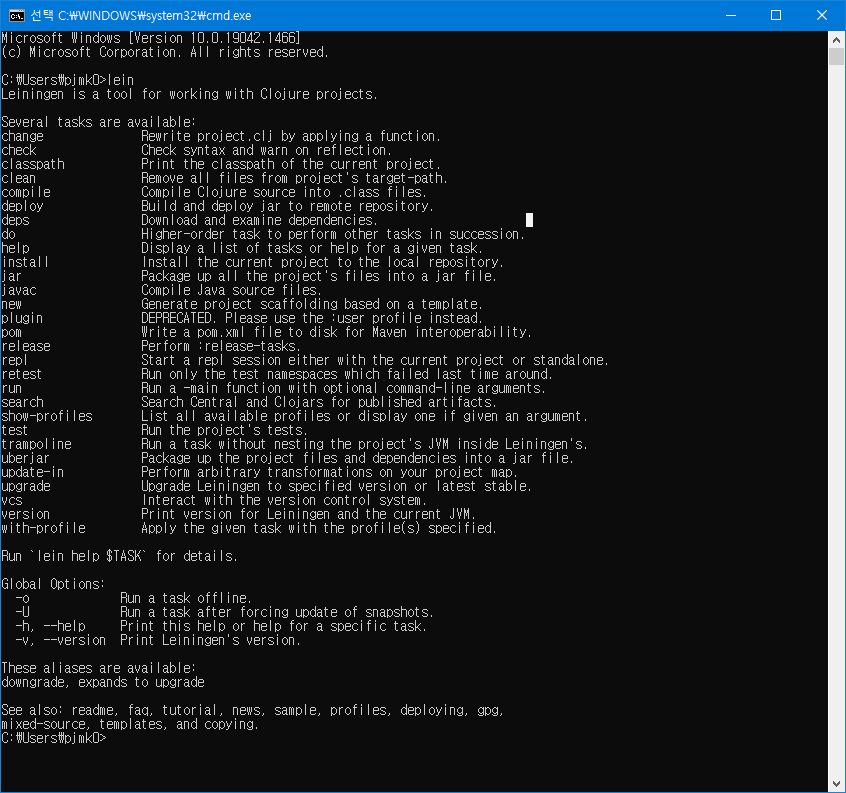 선택 C:₩WINDOWS₩system32₩cmd.exe
Microsoft Windows [Version 10.0.19042.1466]
(c) Microsoft Corporation. All rights reserved.
C:₩Users₩pjmk0>lein
Leiningen is a tool for working with Clojure projects.
Several tasks are available:
change Rewrite project.clj by applying a function.
check Check syntax and warn on reflection.
classpath Print the classpath of the current project.
clean Remove all files from project's target-path.
compile Compile Clojure source into .class files.
deploy Build and deploy jar to remote repository.
deps Download and examine dependencies.
do Higher-order task to perform other tasks in succession.
help Display a list of tasks or help for a given task.
install Install the current project to the local repository.
jar Package up all the project's files into a jar file.
javac Compile Java source files.
new Generate project scaffolding based on a template.
plugin DEPRECATED. Please use the :user profile instead.
pom Write a pom.xml file to disk for Maven interoperability.
release Perform :release-tasks.
repl Start a repl session either with the current project or standalone.
retest Run only the test namespaces which failed last time around.
run Run a -main function with optional command-line arguments.
search Search Central and Clojars for published artifacts.
show-profiles List all available profiles or display one if given an argument.
test Run the project's tests.
trampoline Run a task without nesting the project's JVM inside Leiningen's.
uberjar Package up the project files and dependencies into a jar file.
update-in Perform arbitrary transformations on your project map.
upgrade Upgrade Leiningen to specified version or latest stable.
vcs Interact with the version control system.
version Print version for Leiningen and the current JVM.
with-profile Apply the given task with the profile(s) specified.
Run `lein help $TASK` for details.
Global Options:
-o Run a task offline.
-U Run a task after forcing update of snapshots.
-h, --help Print this help or help for a specific task.
-v, --version Print Leiningen's version.
These aliases are available:
downgrade, expands to upgrade
See also: readme, faq, tutorial, news, sample, profiles, deploying, gpg,
mixed-source, templates, and copying.
C:₩Users₩pjmk0>